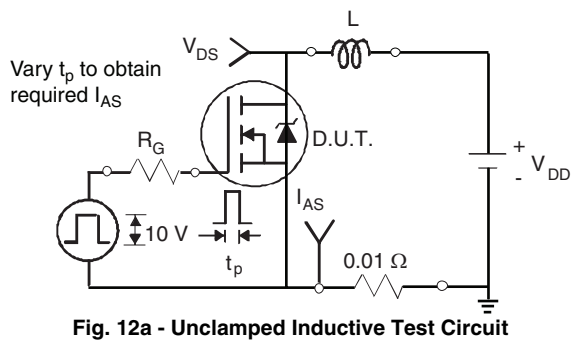 L
V_DS
Vary t_p to obtain
required I_AS
R_G
D.U.T.
+
V_DD
-
I_AS
10 V
t_p
0.01 Ω
Fig. 12a - Unclamped Inductive Test Circuit